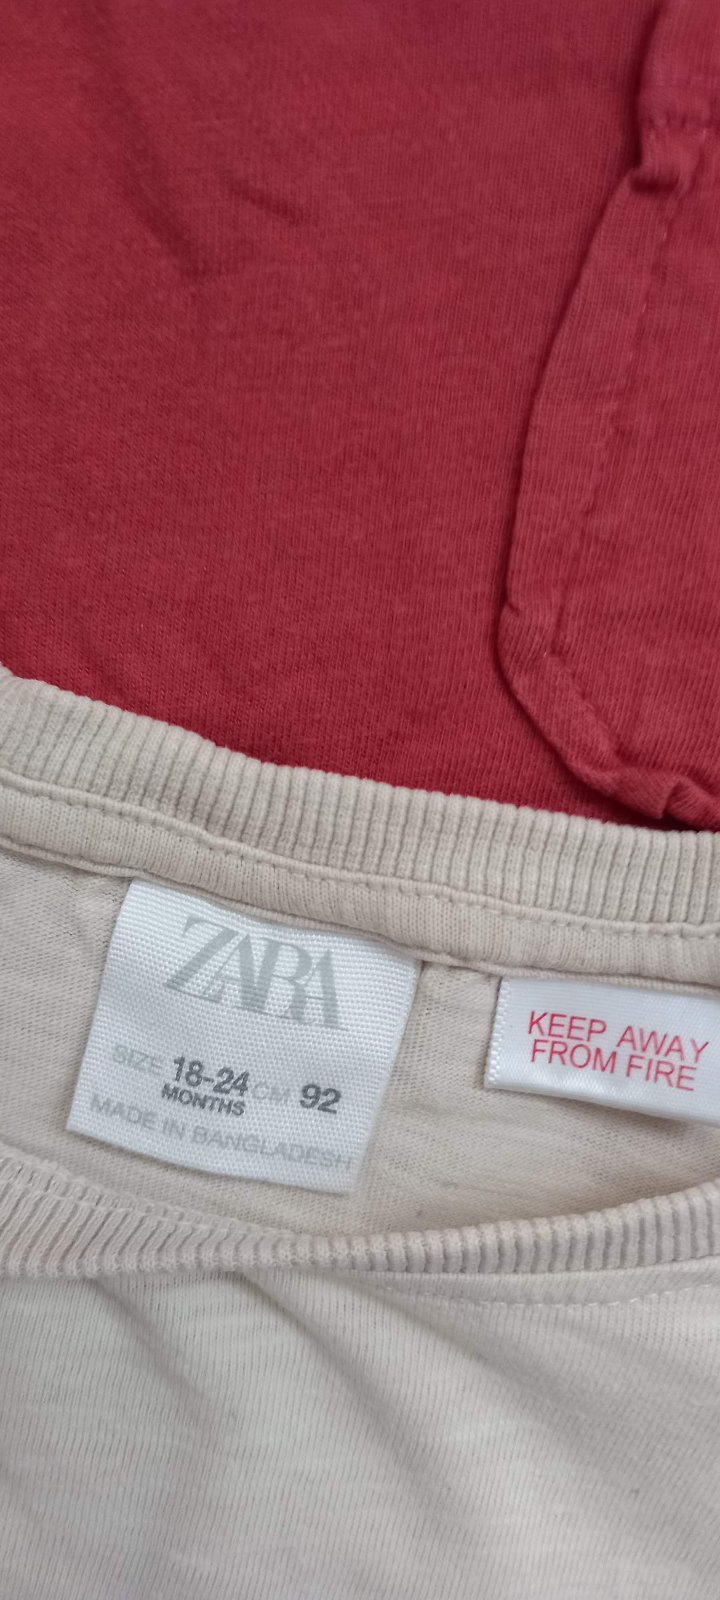 ZARA
SIZE 18-24 CM 92
MONTHS
MADE IN BANGLADESH
KEEP AWAY
FROM FIRE